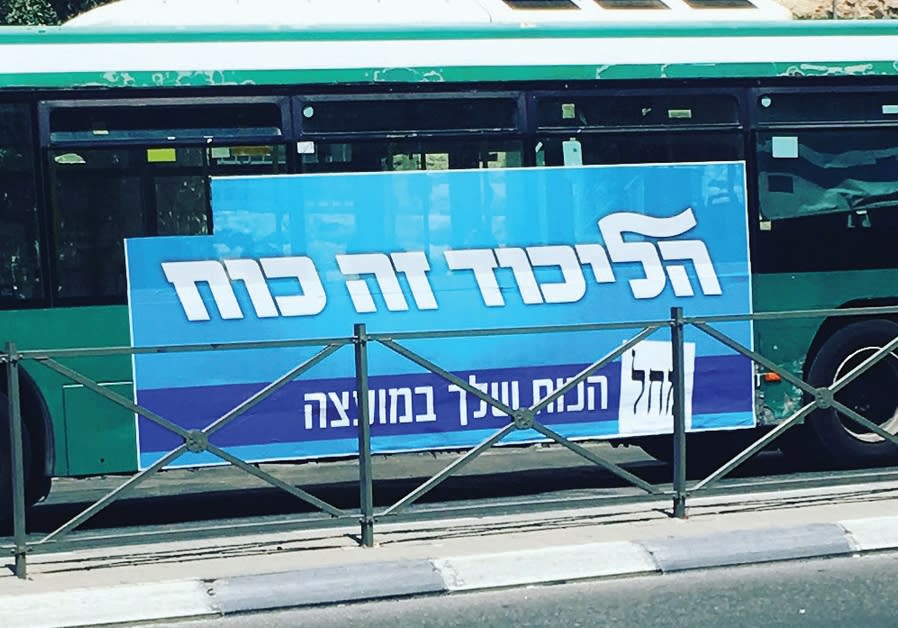 הליכוד זה כוח
מחל
הכוח שלך במועצה